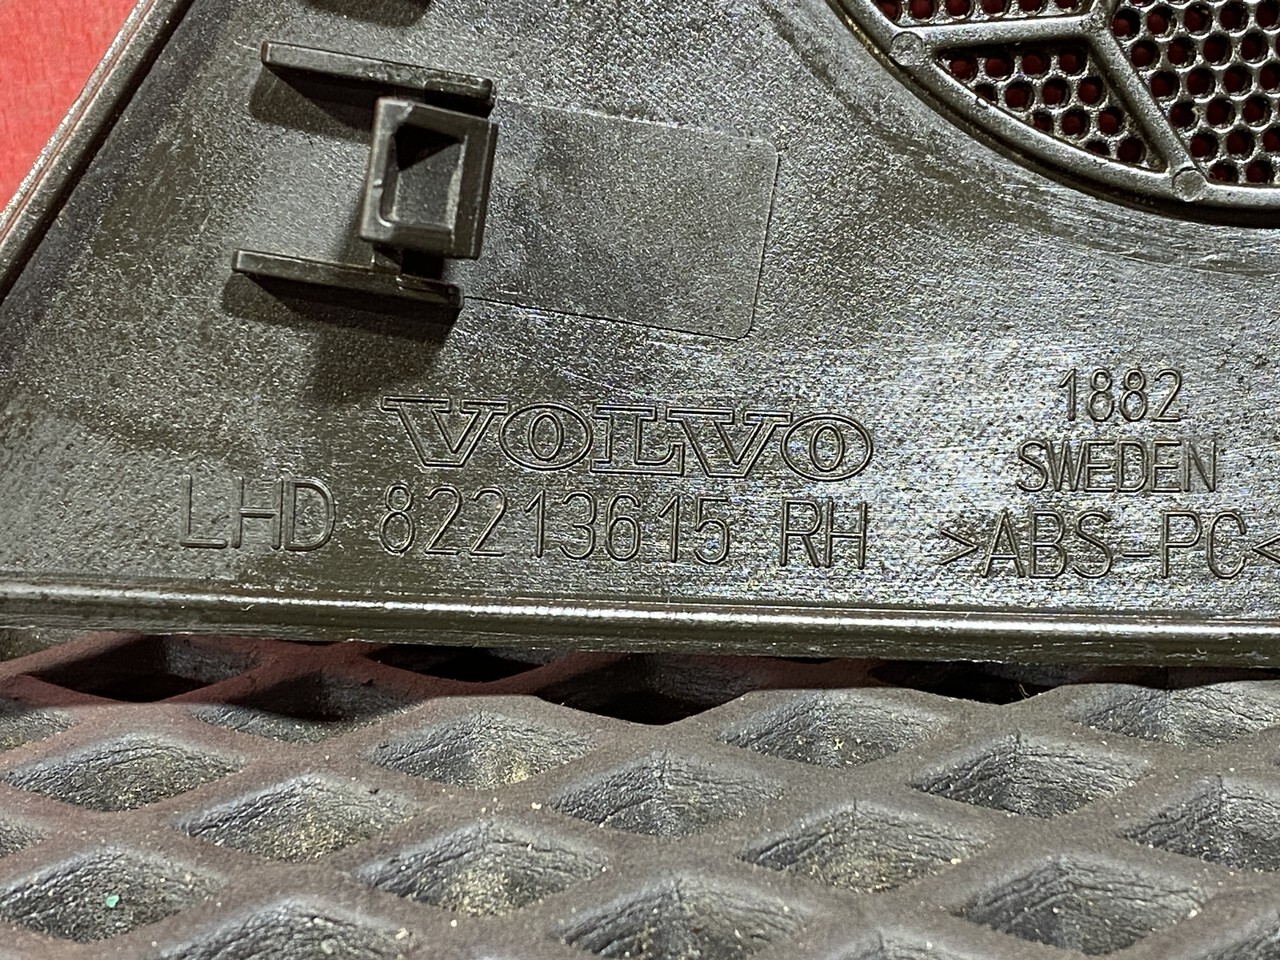 VOLVO
LHD 82213615 RH
1882
SWEDEN
>ABS-PC<